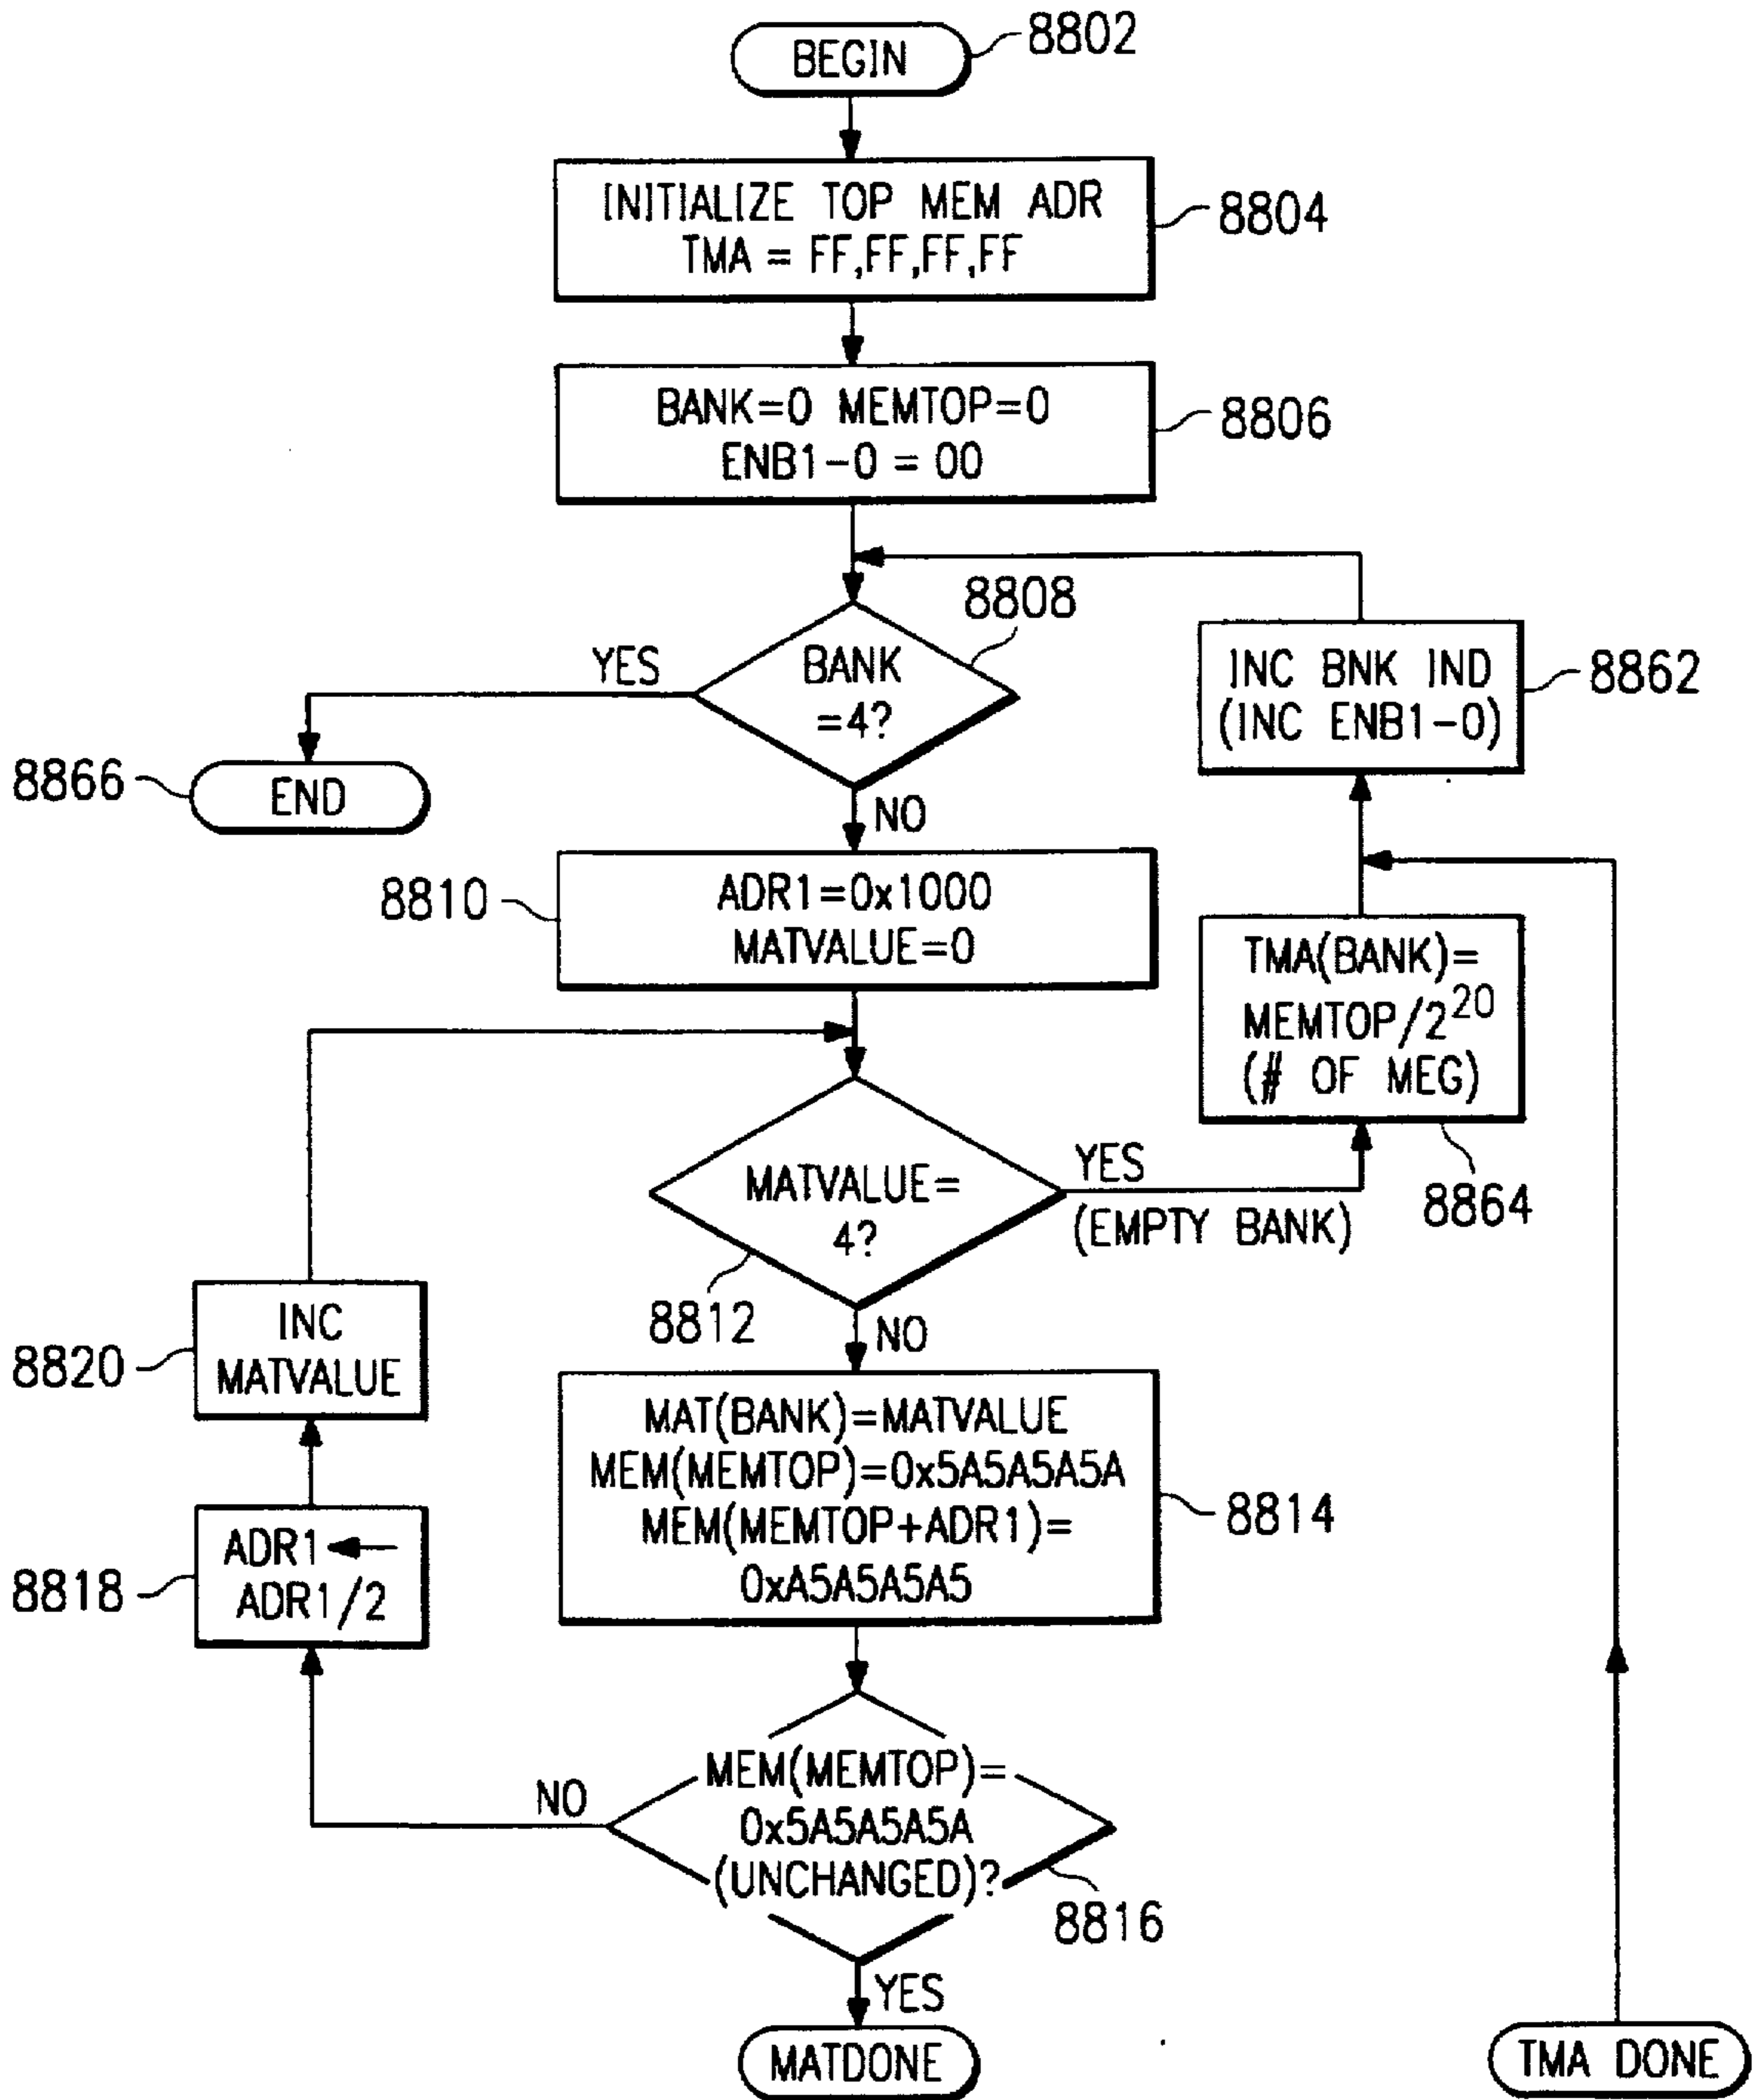 BEGIN
8802
INITIALIZE TOP MEM ADR
TMA = FF,FF,FF,FF
8804
BANK=0 MEMTOP=0
ENB1-0 = 00
8806
8808
BANK
=4?
YES
NO
8866
END
INC BNK IND
(INC ENB1-0)
8862
8810
ADR1=0x1000
MATVALUE=0
TMA(BANK)=
MEMTOP/2^20
(# OF MEG)
8864
MATVALUE=
4?
YES
(EMPTY BANK)
8812
NO
8820
INC
MATVALUE
MAT(BANK)=MATVALUE
MEM(MEMTOP)=0x5A5A5A5A
MEM(MEMTOP+ADR1)=
0xA5A5A5A5
8814
8818
ADR1←
ADR1/2
MEM(MEMTOP)=
0x5A5A5A5A
(UNCHANGED)?
NO
8816
YES
MATDONE
TMA DONE